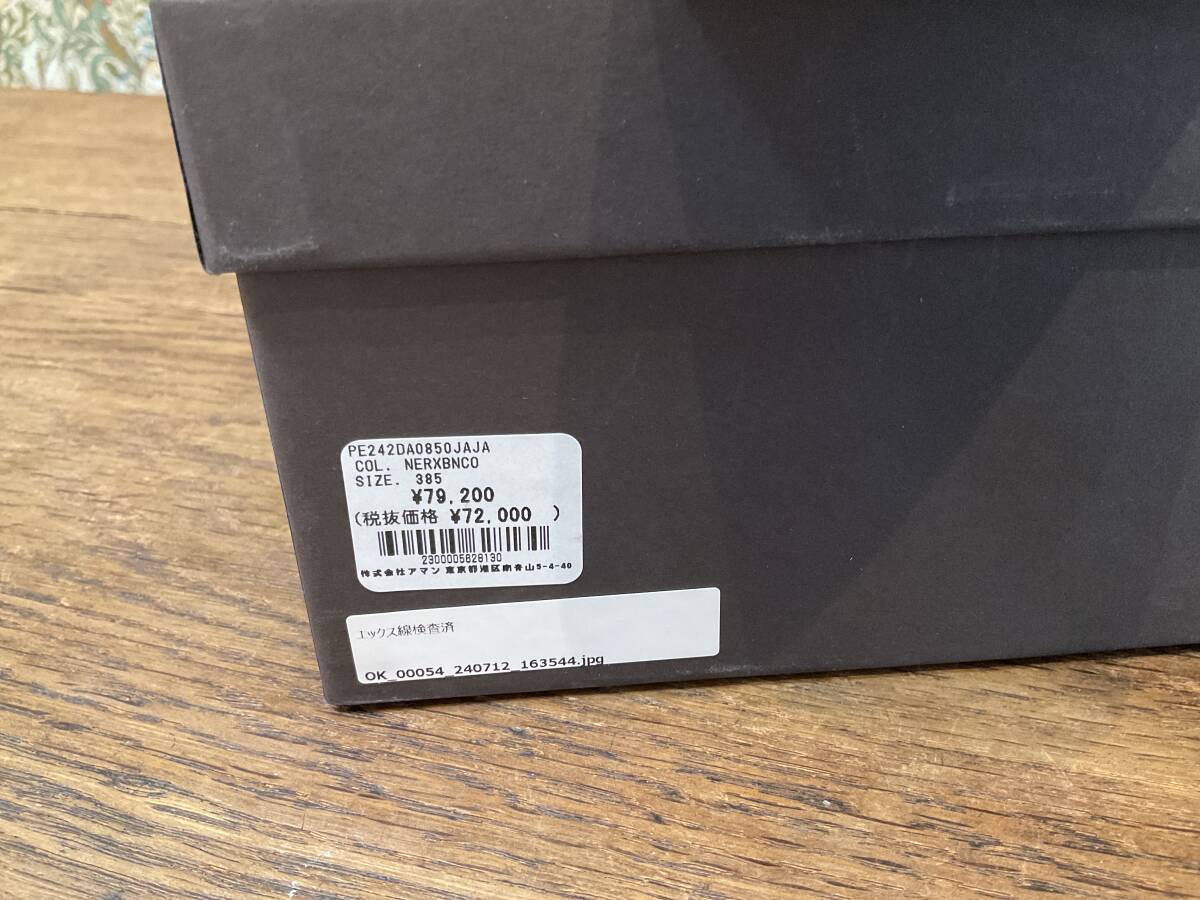 PE242DA0850JAJA
COL. NERXBNCO
SIZE. 385
¥79,200
(税抜価格 ¥72,000 )
2300005628130
株式会社アマン 東京都港区南青山5-4-40
エックス線検査済
OK_00054_240712_163544.jpg